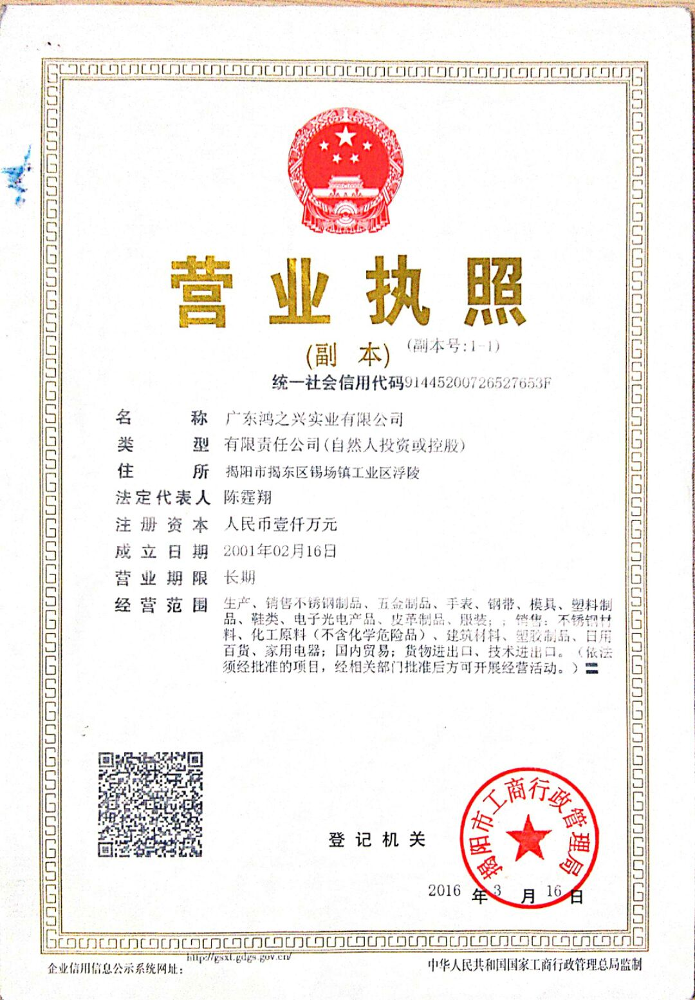 营业执照
(副 本) (副本号:1-1)
统一社会信用代码91445200726527653F
名 称 广东鸿之兴实业有限公司
类 型 有限责任公司(自然人投资或控股)
住 所 揭阳市揭东区锡场镇工业区浮陵
法定代表人 陈霆翔
注册资本 人民币壹仟万元
成立日期 2001年02月16日
营业期限 长期
经营范围 生产、销售不锈钢制品、五金制品、手表、钢带、模具、塑料制
品、鞋类、电子光电产品、皮革制品、服装；；销售：不锈钢材
料、化工原料（不含化学危险品）、建筑材料、塑胶制品、日用
百货、家用电器；国内贸易；货物进出口、技术进出口。（依法
须经批准的项目，经相关部门批准后方可开展经营活动。）
登记机关
揭阳市工商行政管理局
2016 年 3 月 16 日
企业信用信息公示系统网址： http://gsxt.gdgs.gov.cn/
中华人民共和国国家工商行政管理总局监制